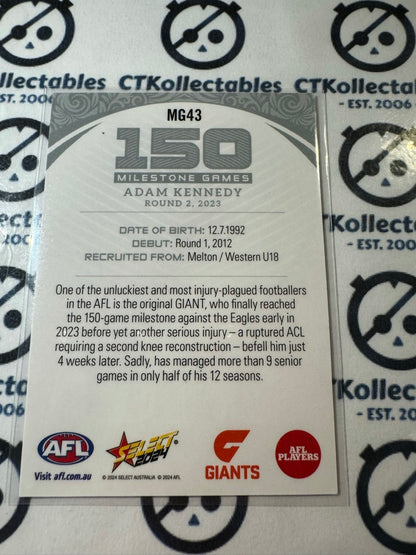 CTKollectables CTKollectables
- EST. 2006
MG43
150
MILESTONE GAMES
ADAM KENNEDY
ROUND 2, 2023
DATE OF BIRTH: 12.7.1992
DEBUT: Round 1, 2012
RECRUITED FROM: Melton / Western U18
One of the unluckiest and most injury-plagued footballers
in the AFL is the original GIANT, who finally reached
the 150-game milestone against the Eagles early in
2023 before yet another serious injury – a ruptured ACL
requiring a second knee reconstruction – befell him just
4 weeks later. Sadly, has managed more than 9 senior
games in only half of his 12 seasons.
AFL
Visit afl.com.au
SELECT
2024
© 2024 SELECT AUSTRALIA © 2024 AFL
GIANTS
AFL
PLAYERS
Kollectables
- EST. 2006
Kollectables
- EST. 2006